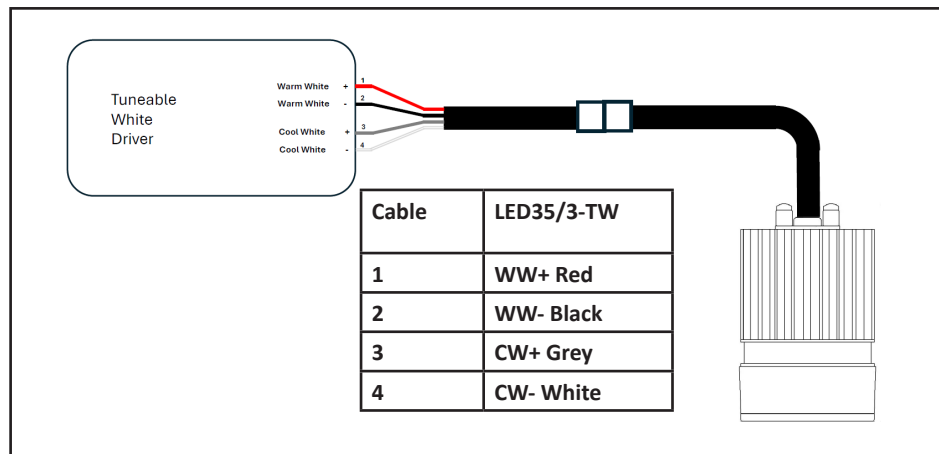 Tuneable
White
Driver
Warm White + 1
Warm White - 2
Cool White + 3
Cool White - 4
Cable LED35/3-TW
1 WW+ Red
2 WW- Black
3 CW+ Grey
4 CW- White